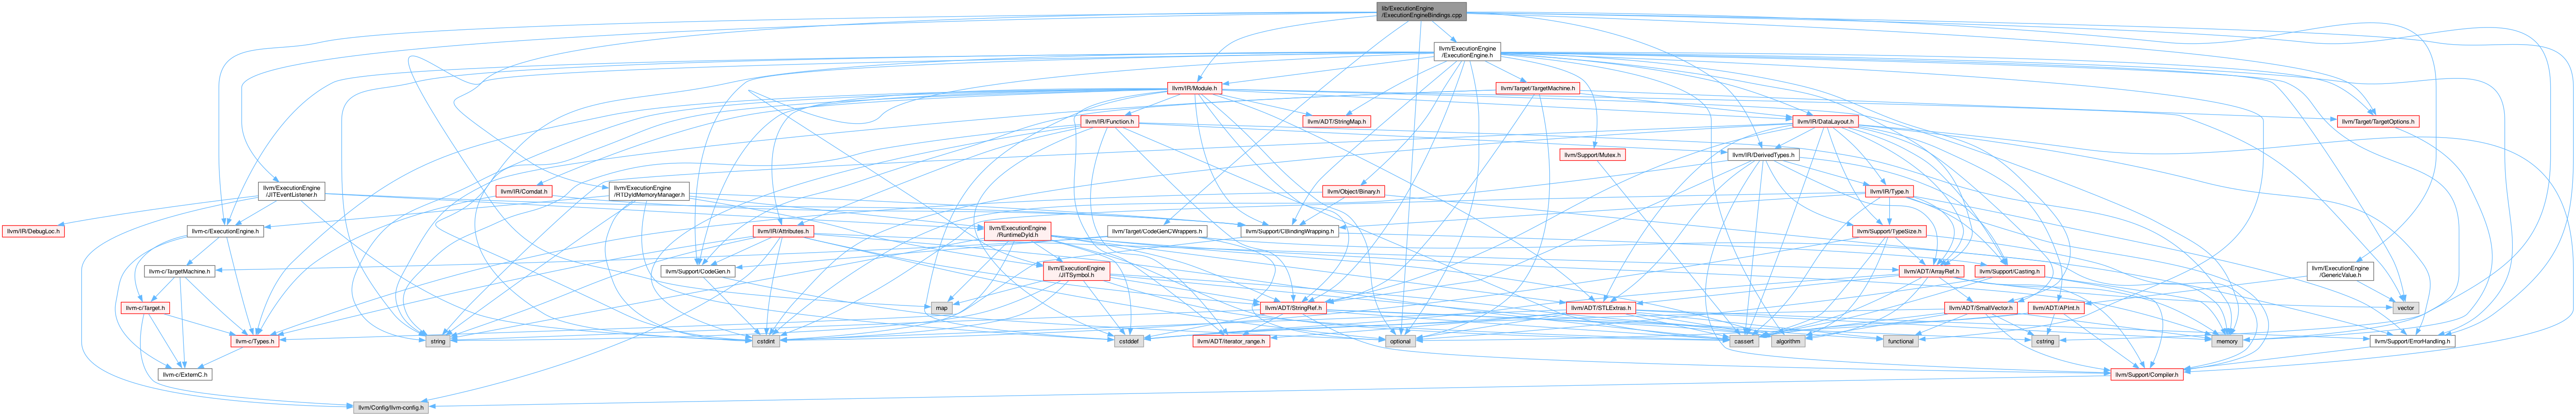 lib/ExecutionEngine
/ExecutionEngineBindings.cpp
llvm/ExecutionEngine
/ExecutionEngine.h
llvm/IR/Module.h
llvm/Target/TargetMachine.h
llvm/IR/Function.h
llvm/ADT/StringMap.h
llvm/IR/DataLayout.h
llvm/Target/TargetOptions.h
llvm/Support/Mutex.h
llvm/IR/DerivedTypes.h
llvm/ExecutionEngine
/JITEventListener.h
llvm/IR/Comdat.h
llvm/ExecutionEngine
/RTDyldMemoryManager.h
llvm/Object/Binary.h
llvm/IR/Type.h
llvm/IR/DebugLoc.h
llvm-c/ExecutionEngine.h
llvm/IR/Attributes.h
llvm/ExecutionEngine
/RuntimeDyld.h
llvm/Target/CodeGenCWrappers.h
llvm/Support/CBindingWrapping.h
llvm/Support/TypeSize.h
llvm-c/TargetMachine.h
llvm/Support/CodeGen.h
llvm/ExecutionEngine
/JITSymbol.h
llvm/ADT/ArrayRef.h
llvm/Support/Casting.h
llvm/ExecutionEngine
/GenericValue.h
llvm-c/Target.h
map
llvm/ADT/StringRef.h
llvm/ADT/STLExtras.h
llvm/ADT/SmallVector.h
llvm/ADT/APInt.h
vector
llvm-c/Types.h
string
cstdint
cstddef
llvm/ADT/iterator_range.h
optional
cassert
algorithm
functional
cstring
memory
llvm/Support/ErrorHandling.h
llvm-c/ExternC.h
llvm/Support/Compiler.h
llvm/Config/llvm-config.h